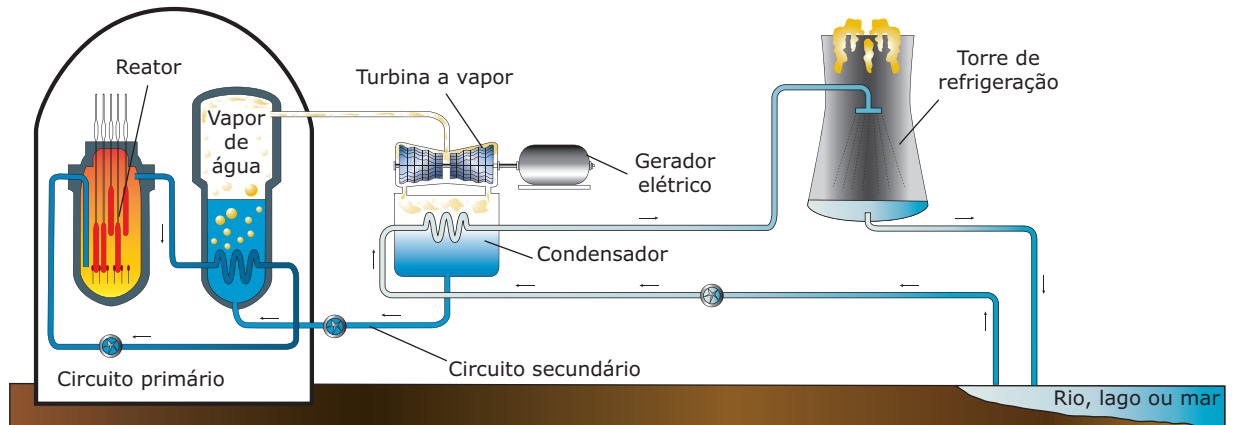 Reator
Vapor
de
água
Turbina a vapor
Gerador
elétrico
Torre de
refrigeração
Condensador
Circuito secundário
Circuito primário
Rio, lago ou mar